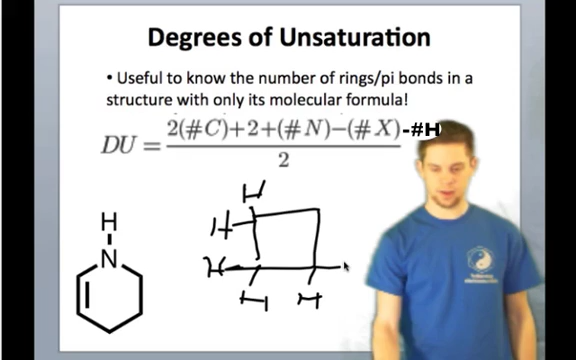 Degrees of Unsaturation
• Useful to know the number of rings/pi bonds in a
structure with only its molecular formula!
DU = \frac{2(\#C)+2+(\#N)-(\#X)-\#H}{2}
H
H
H
N
H
H H